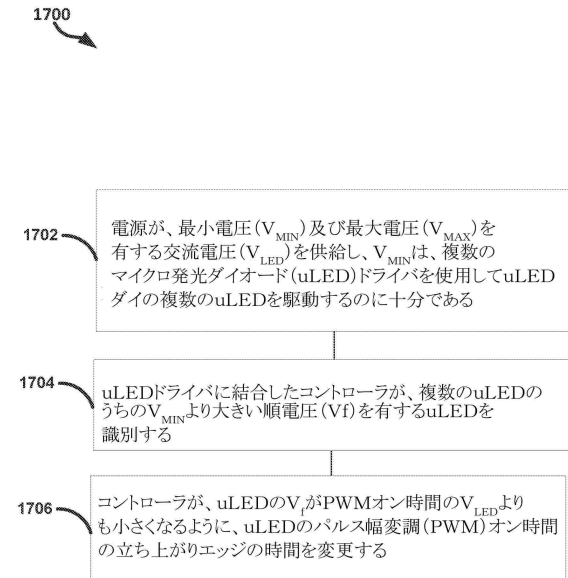 1700
1702
電源が、最小電圧(VMIN)及び最大電圧(VMAX)を
有する交流電圧(VLED)を供給し、VMINは、複数の
マイクロ発光ダイオード(uLED)ドライバを使用してuLED
ダイの複数のuLEDを駆動するのに十分である
1704
uLEDドライバに結合したコントローラが、複数のuLEDの
うちのVMINより大きい順電圧(Vf)を有するuLEDを
識別する
1706
コントローラが、uLEDのVfがPWMオン時間のVLEDより
も小さくなるように、uLEDのパルス幅変調(PWM)オン時間
の立ち上がりエッジの時間を変更する